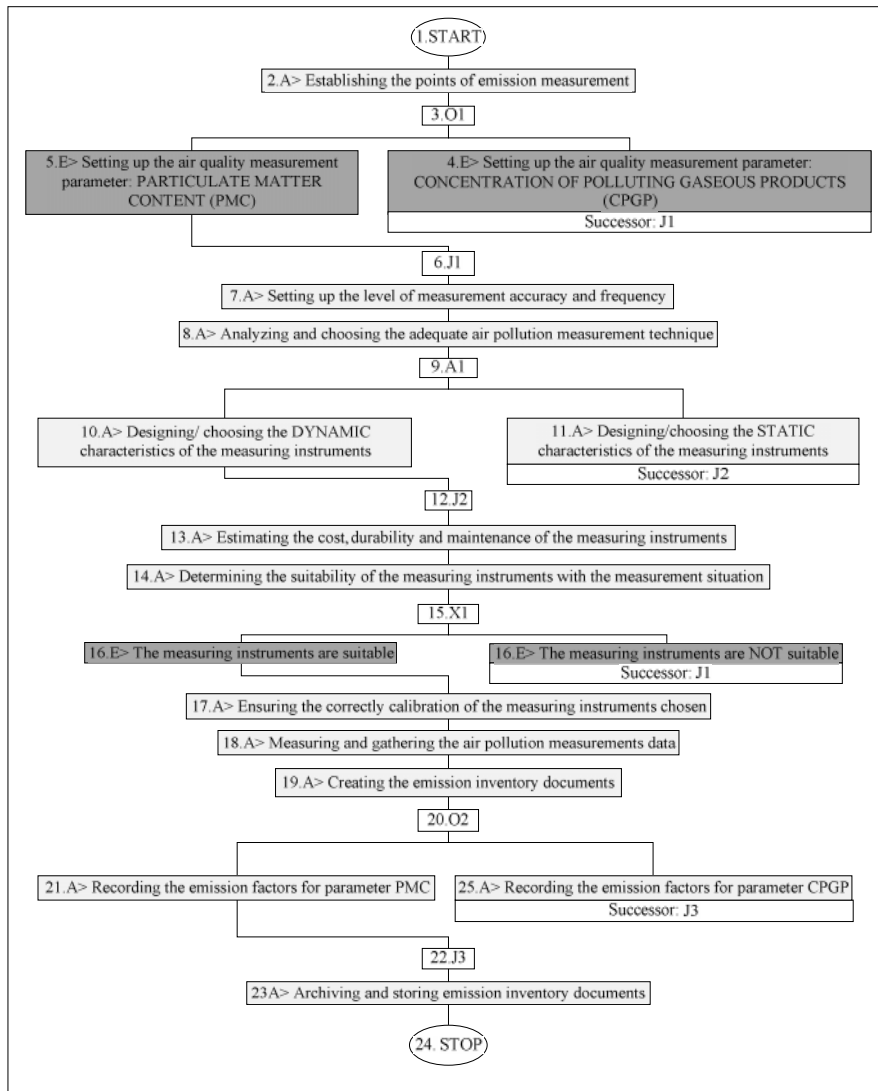 1.START
2.A> Establishing the points of emission measurement
3.O1
5.E> Setting up the air quality measurement
parameter: PARTICULATE MATTER
CONTENT (PMC)
4.E> Setting up the air quality measurement parameter:
CONCENTRATION OF POLLUTING GASEOUS PRODUCTS
(CPGP)
Successor: J1
6.J1
7.A> Setting up the level of measurement accuracy and frequency
8.A> Analyzing and choosing the adequate air pollution measurement technique
9.A1
10.A> Designing/ choosing the DYNAMIC
characteristics of the measuring instruments
11.A> Designing/choosing the STATIC
characteristics of the measuring instruments
Successor: J2
12.J2
13.A> Estimating the cost, durability and maintenance of the measuring instruments
14.A> Determining the suitability of the measuring instruments with the measurement situation
15.X1
16.E> The measuring instruments are suitable
16.E> The measuring instruments are NOT suitable
Successor: J1
17.A> Ensuring the correctly calibration of the measuring instruments chosen
18.A> Measuring and gathering the air pollution measurements data
19.A> Creating the emission inventory documents
20.O2
21.A> Recording the emission factors for parameter PMC
25.A> Recording the emission factors for parameter CPGP
Successor: J3
22.J3
23A> Archiving and storing emission inventory documents
24. STOP